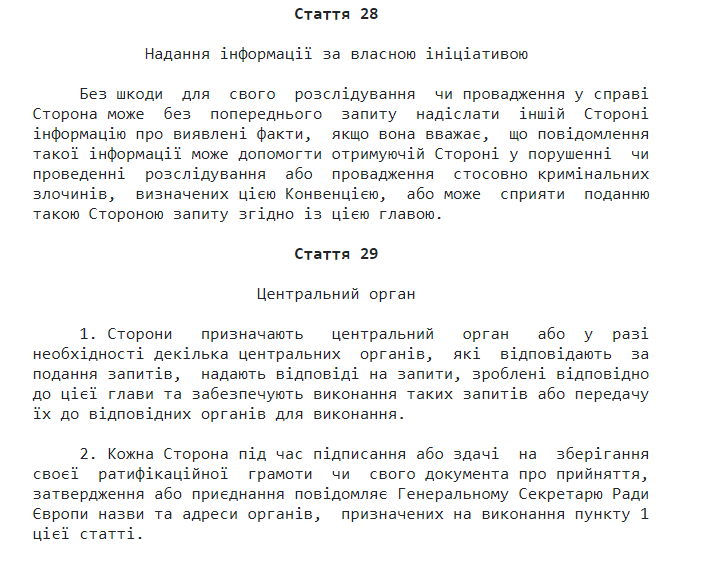 Стаття 28
Надання інформації за власною ініціативою
Без шкоди для свого розслідування чи провадження у справі
Сторона може без попереднього запиту надіслати іншій Стороні
інформацію про виявлені факти, якщо вона вважає, що повідомлення
такої інформації може допомогти отримуючій Стороні у порушенні чи
проведенні розслідування або провадження стосовно кримінальних
злочинів, визначених цією Конвенцією, або може сприяти поданню
такою Стороною запиту згідно із цією главою.
Стаття 29
Центральний орган
1. Сторони призначають центральний орган або у разі
необхідності декілька центральних органів, які відповідають за
подання запитів, надають відповіді на запити, зроблені відповідно
до цієї глави та забезпечують виконання таких запитів або передачу
їх до відповідних органів для виконання.
2. Кожна Сторона під час підписання або здачі на зберігання
своєї ратифікаційної грамоти чи свого документа про прийняття,
затвердження або приєднання повідомляє Генеральному Секретарю Ради
Європи назви та адреси органів, призначених на виконання пункту 1
цієї статті.